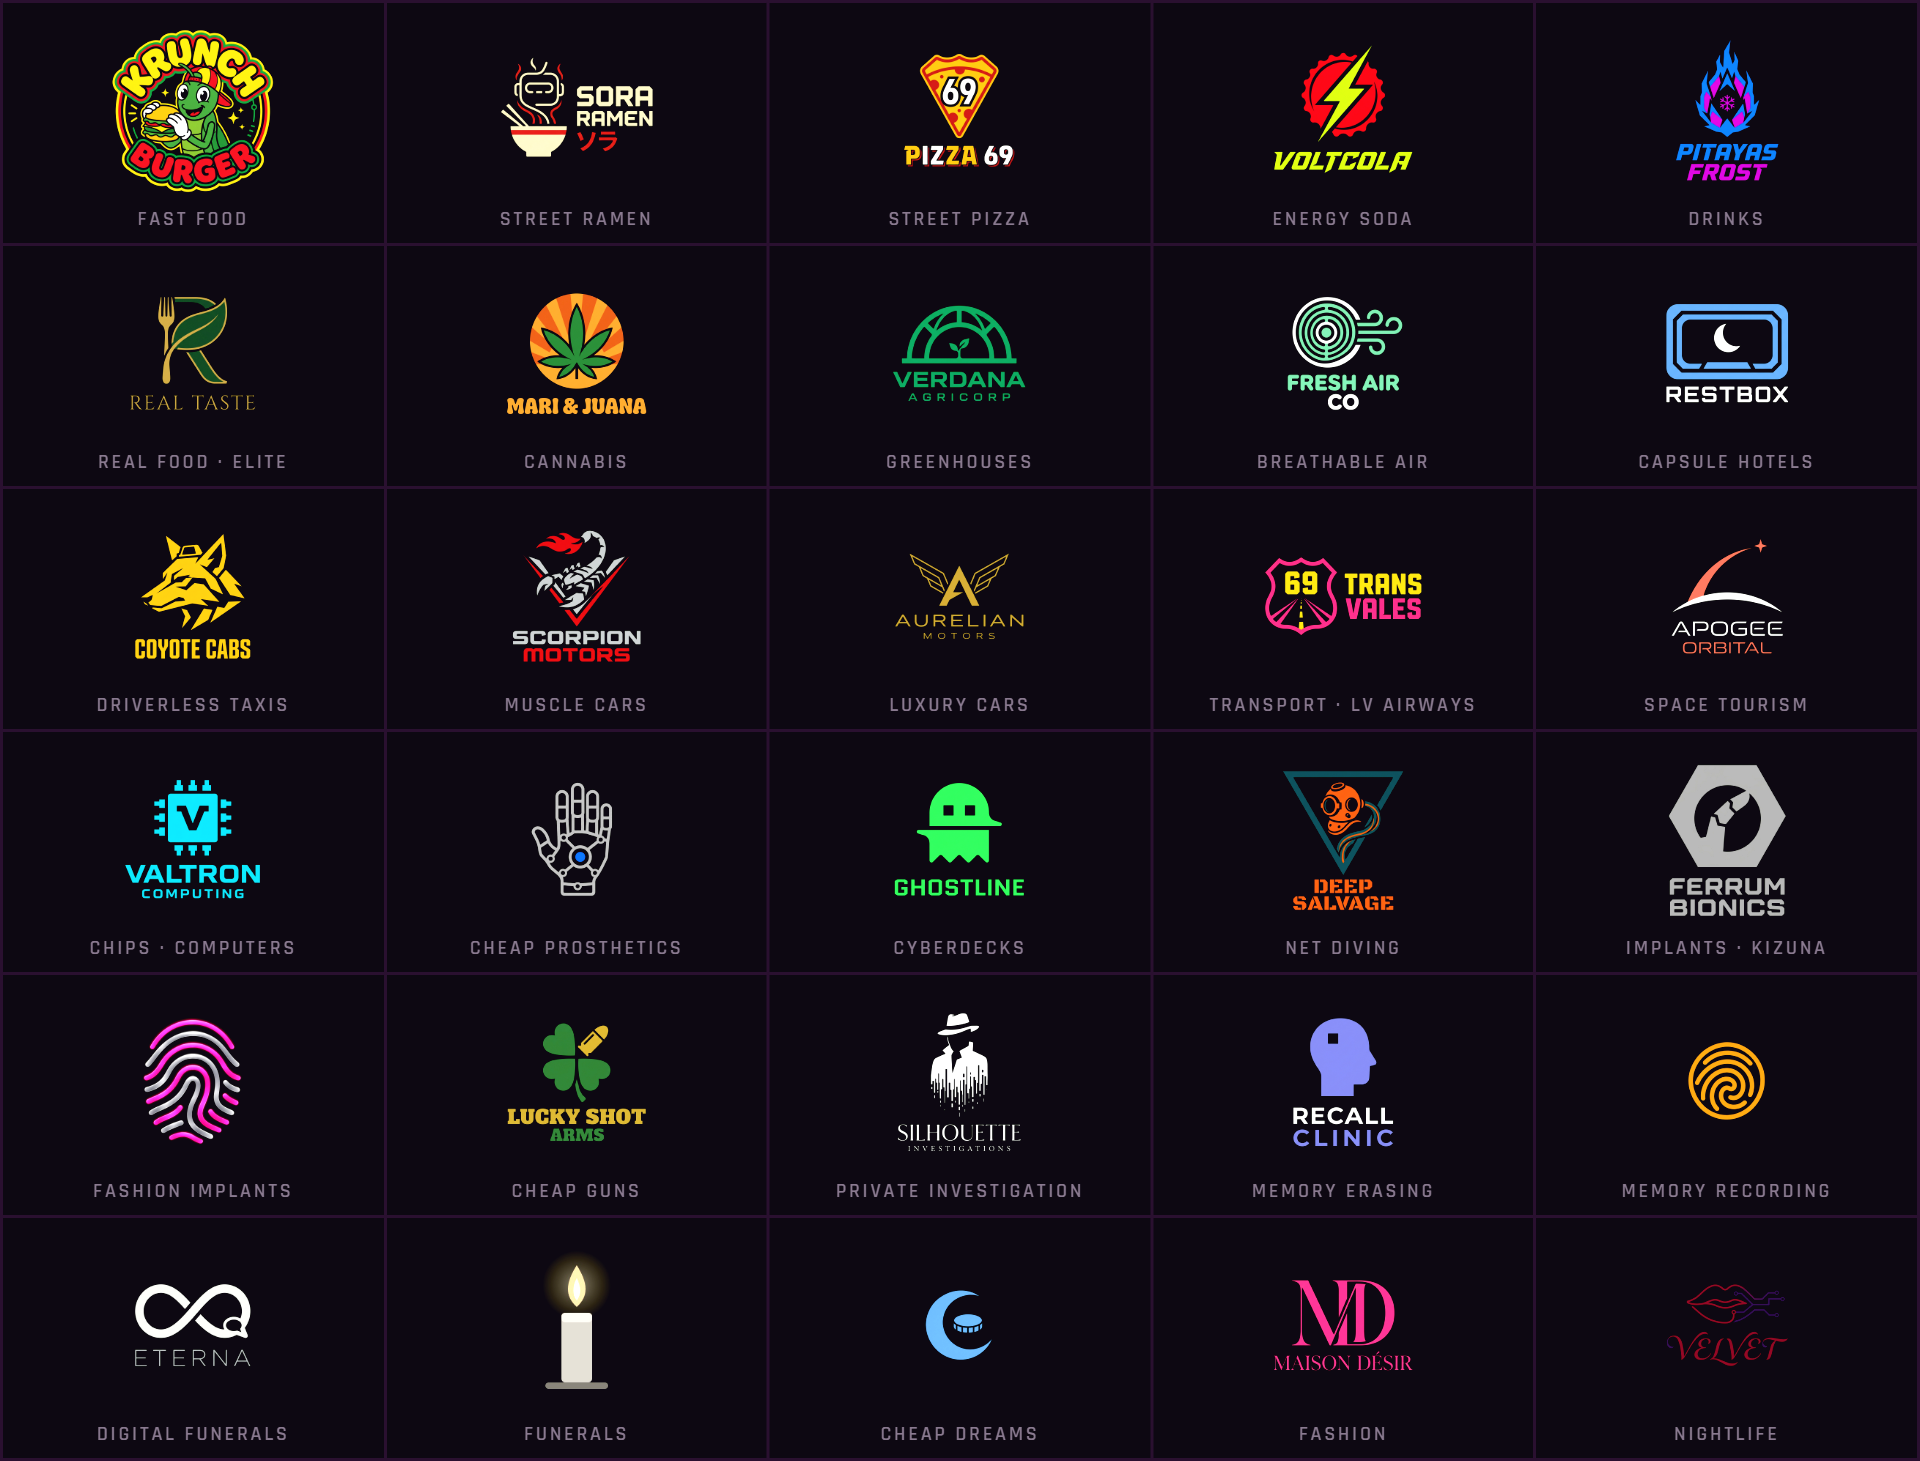 KRUNCH
BURGER
FAST FOOD
SORA
RAMEN
ソラ
STREET RAMEN
69
PIZZA 69
STREET PIZZA
VOLTCOLA
ENERGY SODA
PITAYAS
FROST
DRINKS
R
REAL TASTE
REAL FOOD · ELITE
MARI & JUANA
CANNABIS
VERDANA
AGRICORP
GREENHOUSES
FRESH AIR
CO
BREATHABLE AIR
RESTBOX
CAPSULE HOTELS
COYOTE CABS
DRIVERLESS TAXIS
SCORPION
MOTORS
MUSCLE CARS
A
AURELIAN
MOTORS
LUXURY CARS
69
TRANS
VALES
TRANSPORT · LV AIRWAYS
APOGEE
ORBITAL
SPACE TOURISM
V
VALTRON
COMPUTING
CHIPS · COMPUTERS
CHEAP PROSTHETICS
GHOSTLINE
CYBERDECKS
DEEP
SALVAGE
NET DIVING
FERRUM
BIONICS
IMPLANTS · KIZUNA
FASHION IMPLANTS
LUCKY SHOT
ARMS
CHEAP GUNS
SILHOUETTE
INVESTIGATIONS
PRIVATE INVESTIGATION
RECALL
CLINIC
MEMORY ERASING
MEMORY RECORDING
ETERNA
DIGITAL FUNERALS
FUNERALS
CHEAP DREAMS
MD
MAISON DÉSIR
FASHION
VELVET
NIGHTLIFE